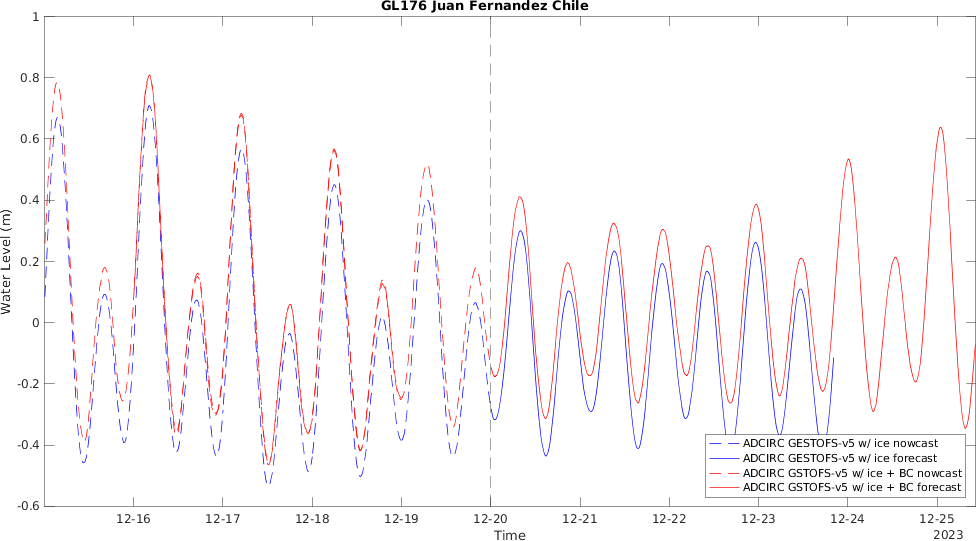 GL176 Juan Fernandez Chile
1
0.8
0.6
0.4
0.2
0
-0.2
-0.4
-0.6
Water Level (m)
12-16 12-17 12-18 12-19 12-20 12-21 12-22 12-23 12-24 12-25
2023
Time
ADCIRC GESTOFS-v5 w/ ice nowcast
ADCIRC GESTOFS-v5 w/ ice forecast
ADCIRC GSTOFS-v5 w/ ice + BC nowcast
ADCIRC GSTOFS-v5 w/ ice + BC forecast